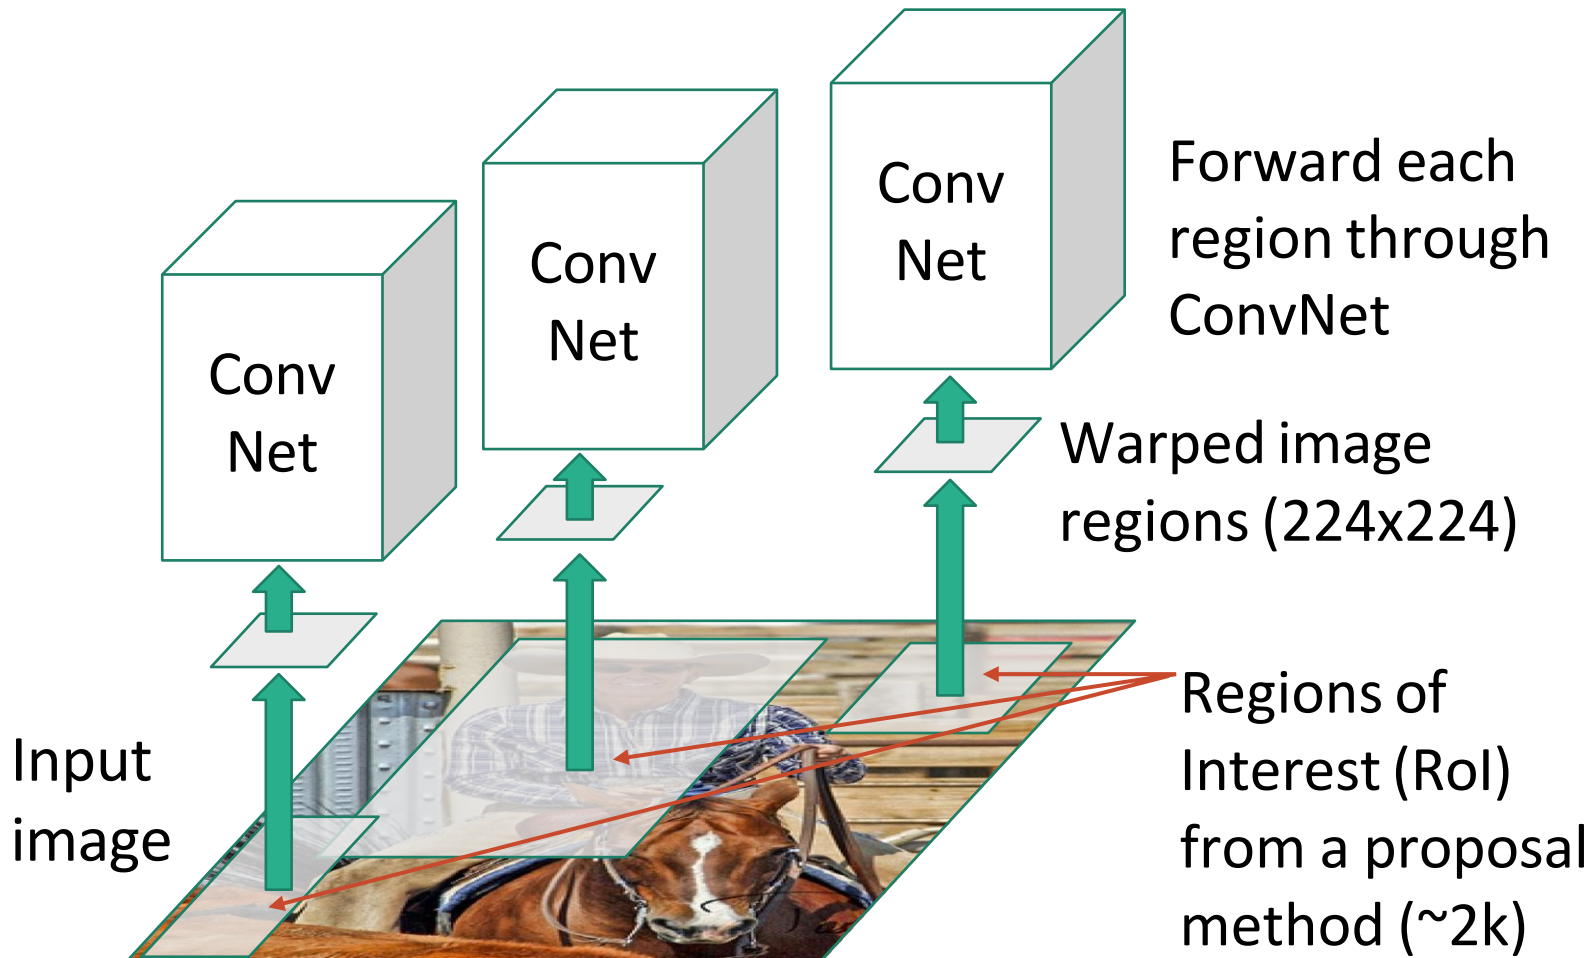 Conv
Net
Conv
Net
Conv
Net
Forward each
region through
ConvNet
Warped image
regions (224x224)
Input
image
Regions of
Interest (RoI)
from a proposal
method (~2k)